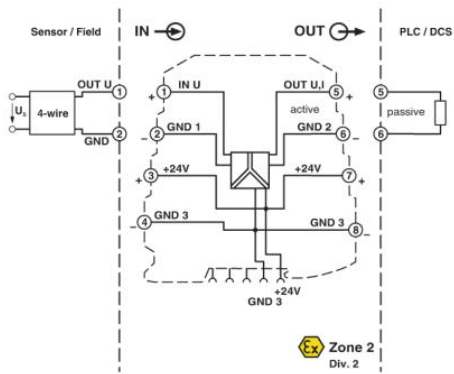 Sensor / Field
IN
OUT
PLC / DCS
OUT U
1
1
IN U
OUT U,I
5
5
+
+
Us
4-wire
active
passive
GND
2
2
GND 1
GND 2
6
6
−
−
3
+24V
+24V
7
+
+
4
GND 3
GND 3
8
−
−
+24V
GND 3
Ex
Zone 2
Div. 2